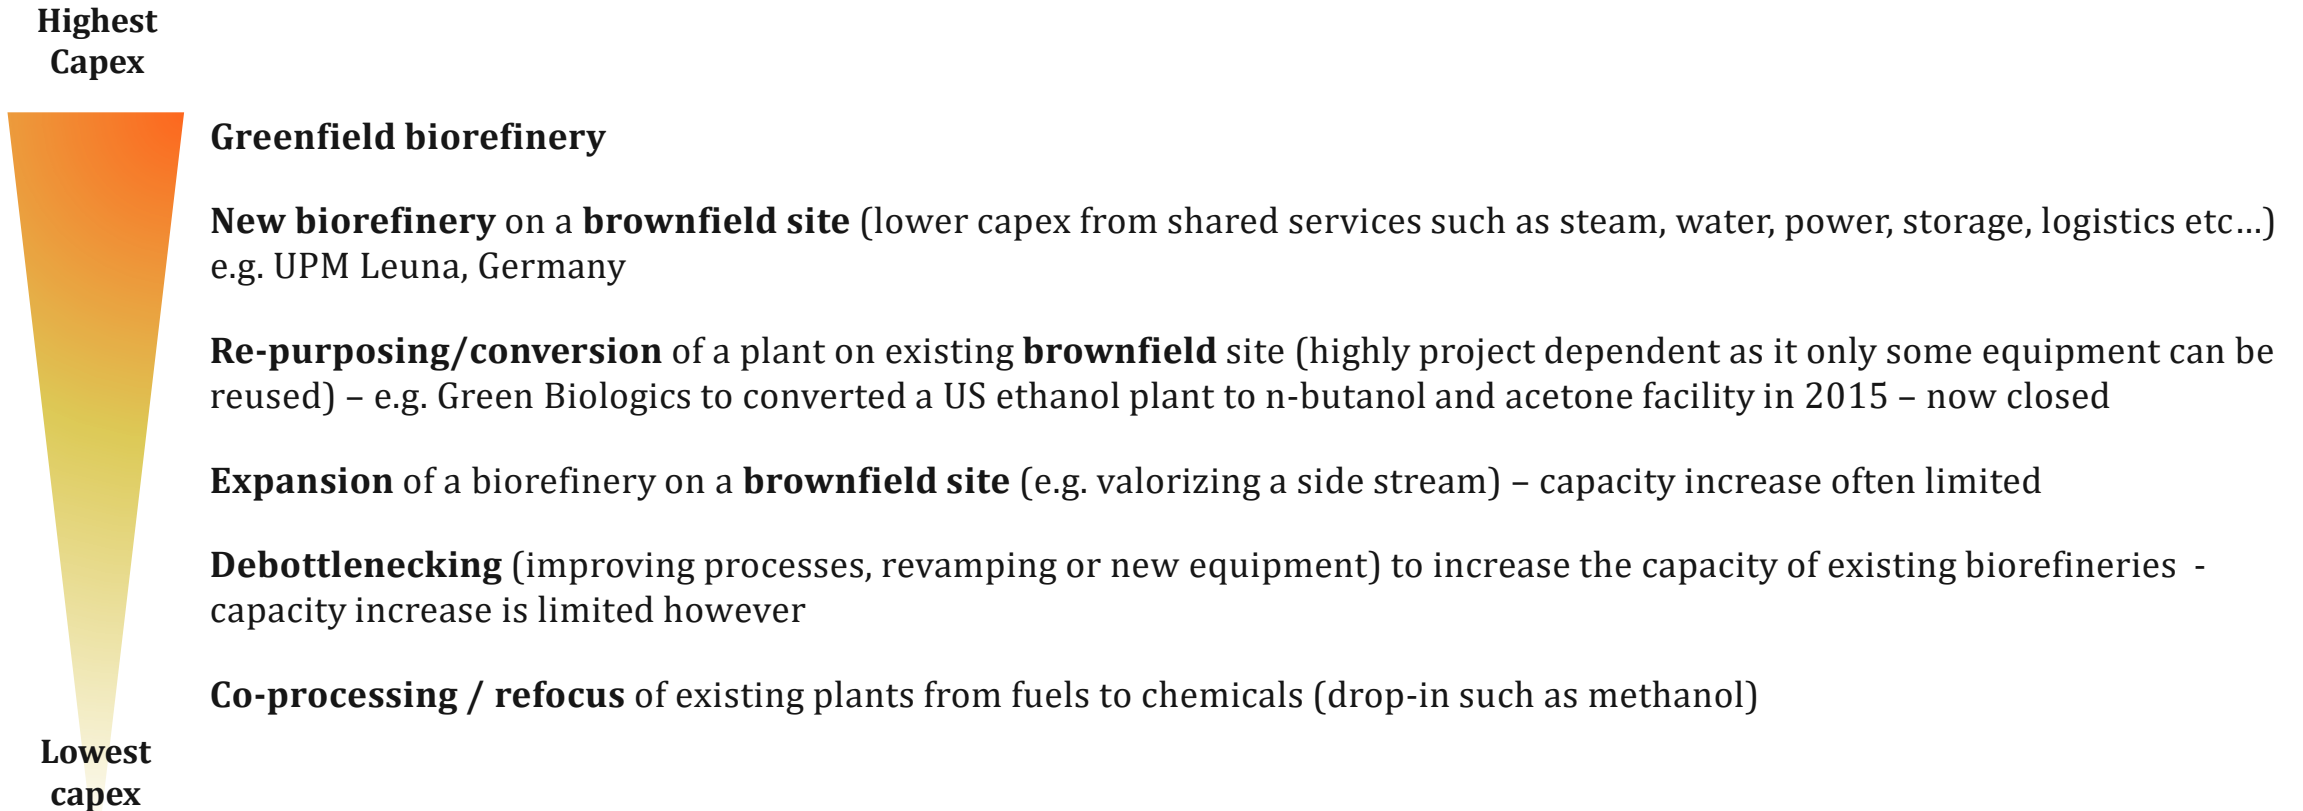 Highest
Capex
Greenfield biorefinery
New biorefinery on a brownfield site (lower capex from shared services such as steam, water, power, storage, logistics etc...)
e.g. UPM Leuna, Germany
Re-purposing/conversion of a plant on existing brownfield site (highly project dependent as it only some equipment can be
reused) – e.g. Green Biologics to converted a US ethanol plant to n-butanol and acetone facility in 2015 – now closed
Expansion of a biorefinery on a brownfield site (e.g. valorizing a side stream) – capacity increase often limited
Debottlenecking (improving processes, revamping or new equipment) to increase the capacity of existing biorefineries -
capacity increase is limited however
Co-processing / refocus of existing plants from fuels to chemicals (drop-in such as methanol)
Lowest
capex